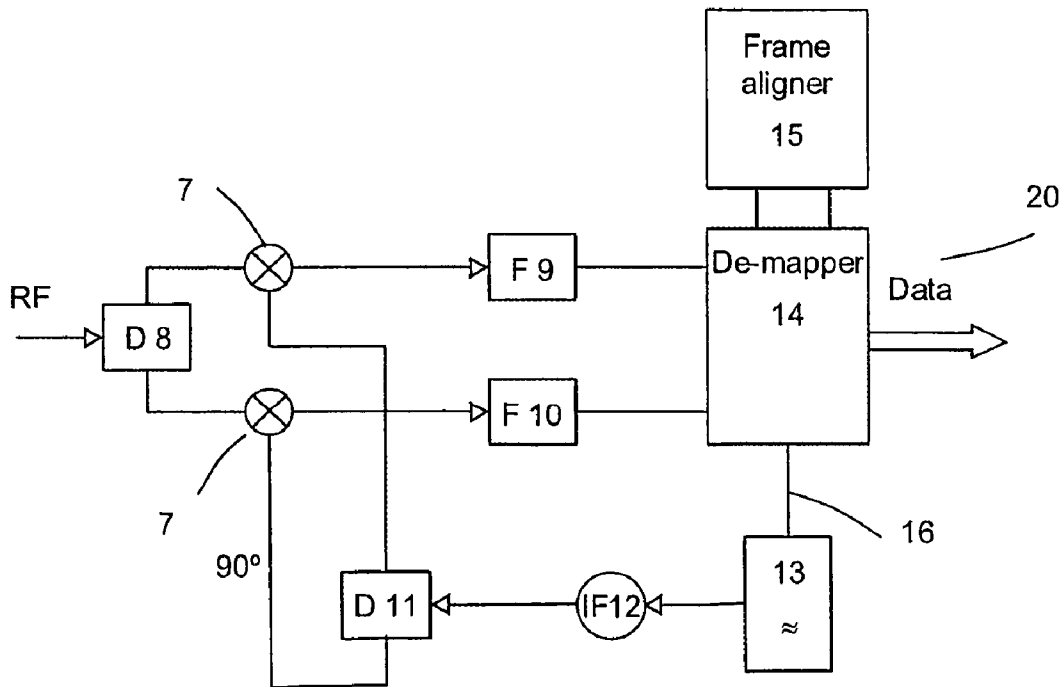 Frame
aligner
15
7
20
RF
D 8
F 9
De-mapper
14
Data
F 10
7
90º
16
D 11
IF12
13
≈